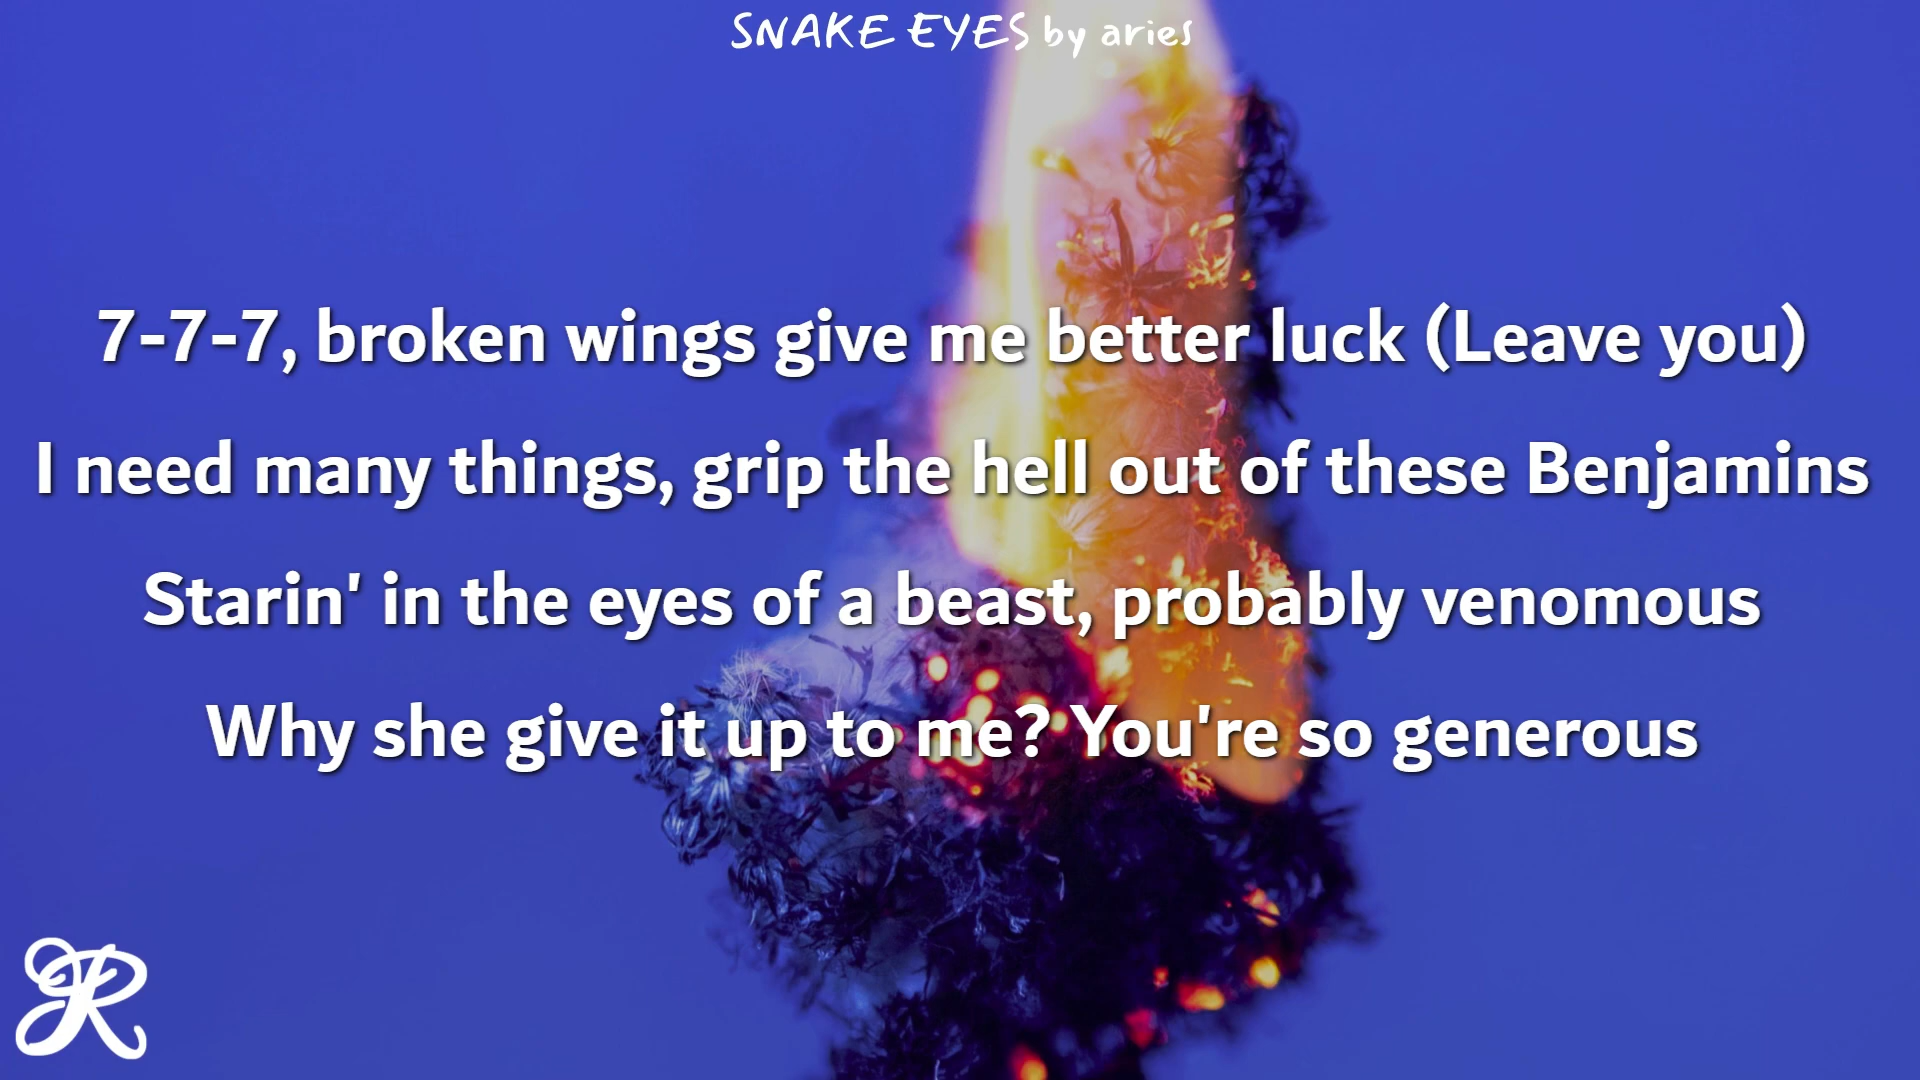 SNAKE EYES by aries
7-7-7, broken wings give me better luck (Leave you)
I need many things, grip the hell out of these Benjamins
Starin' in the eyes of a beast, probably venomous
Why she give it up to me? You're so generous
R